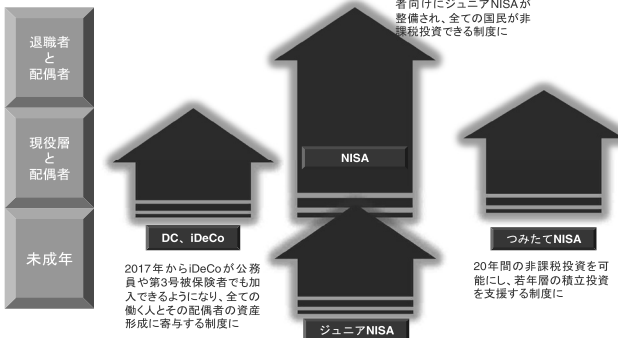 者向けにジュニアNISAが
整備され、全ての国民が非
課税投資できる制度に
退職者
と
配偶者
現役層
と
配偶者
未成年
NISA
DC、iDeCo
2017年からiDeCoが公務
員や第3号被保険者でも加
入できるようになり、全ての
働く人とその配偶者の資産
形成に寄与する制度に
つみたてNISA
20年間の非課税投資を可
能にし、若年層の積立投資
を支援する制度に
ジュニアNISA